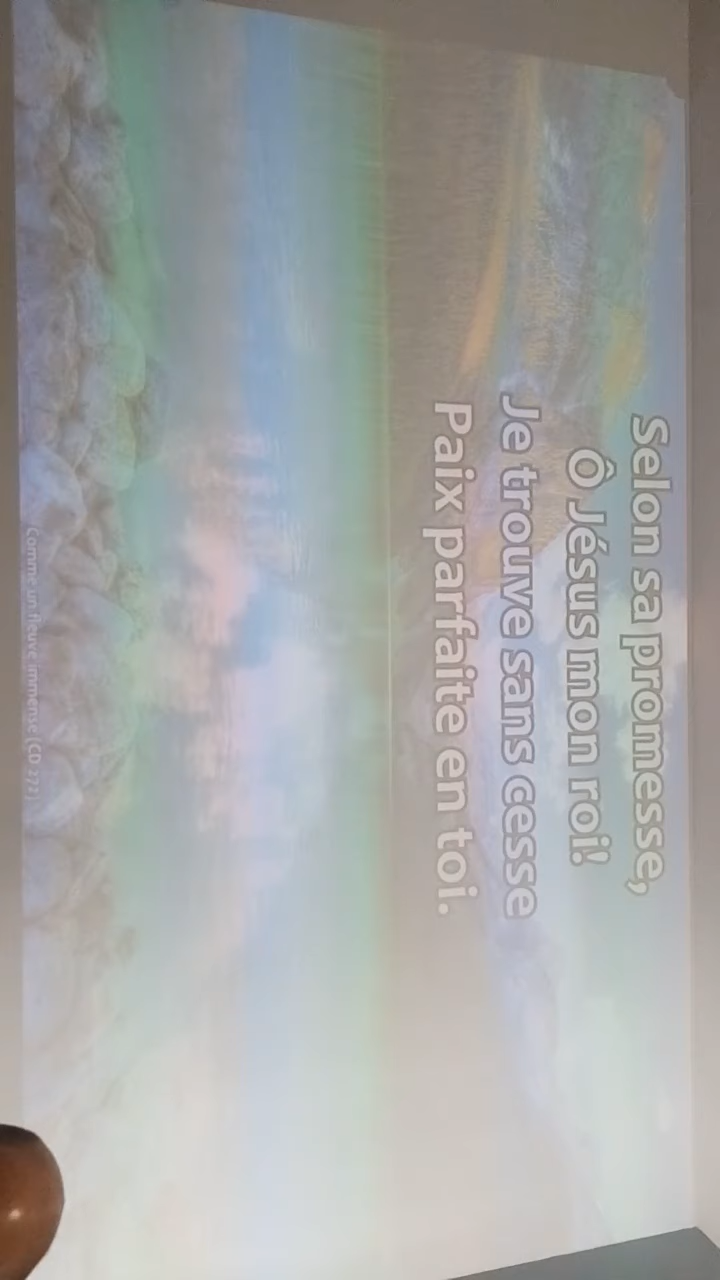 Selon sa promesse,
Ô Jésus mon roi!
Je trouve sans cesse
Paix parfaite en toi.
Comme un fleuve immense (CD 272)